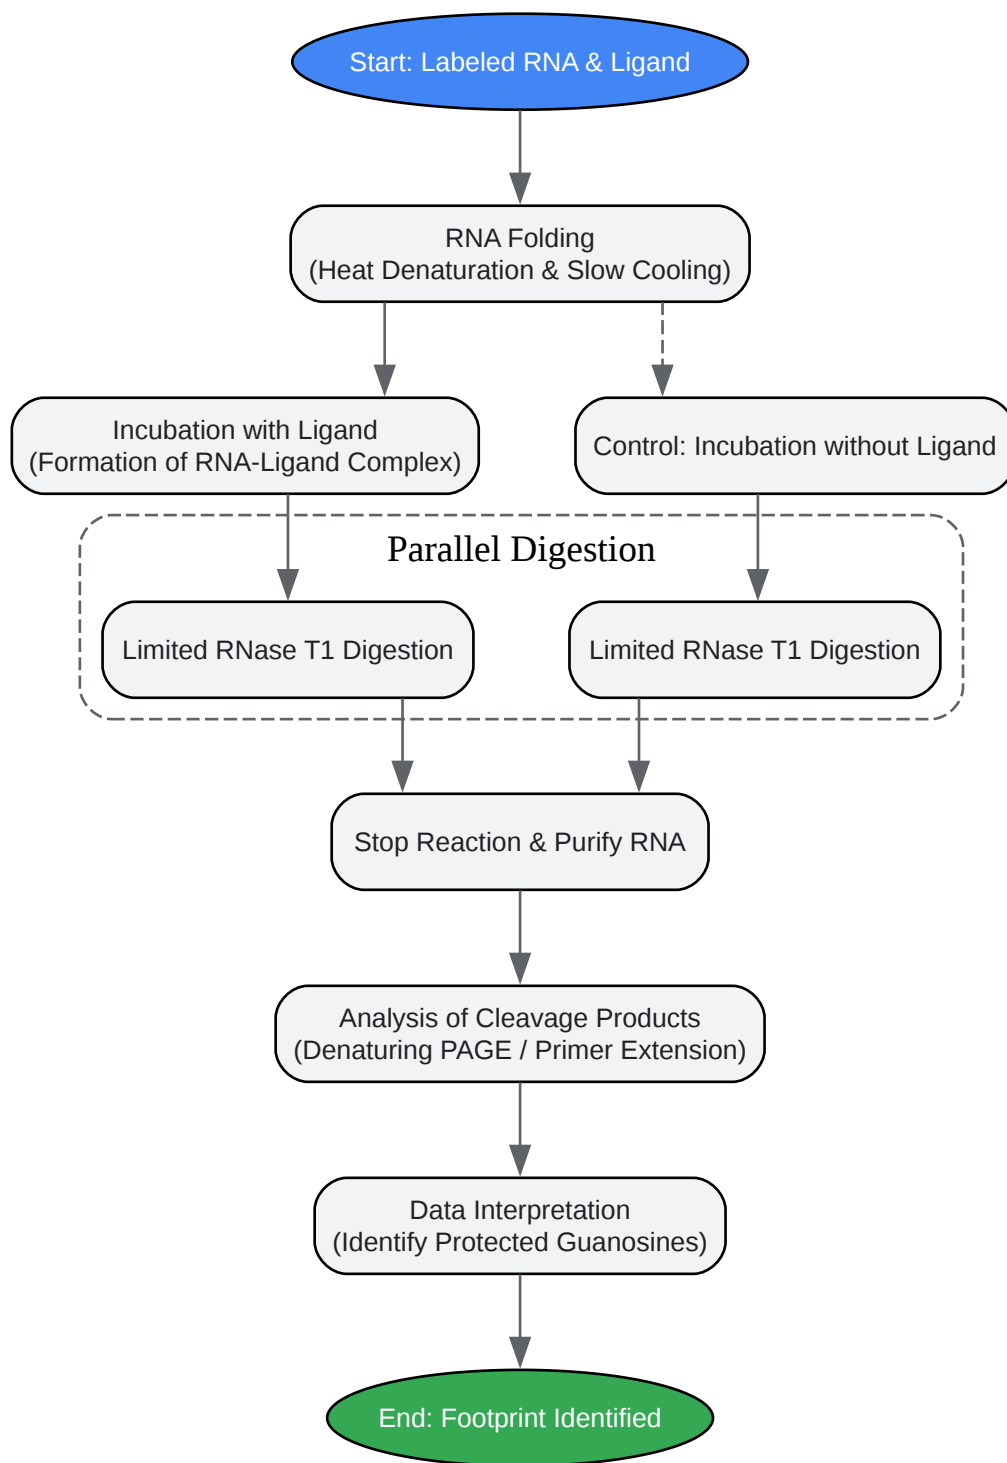 Start: Labeled RNA & Ligand
RNA Folding
(Heat Denaturation & Slow Cooling)
Incubation with Ligand
(Formation of RNA-Ligand Complex)
Control: Incubation without Ligand
Parallel Digestion
Limited RNase T1 Digestion
Limited RNase T1 Digestion
Stop Reaction & Purify RNA
Analysis of Cleavage Products
(Denaturing PAGE / Primer Extension)
Data Interpretation
(Identify Protected Guanosines)
End: Footprint Identified